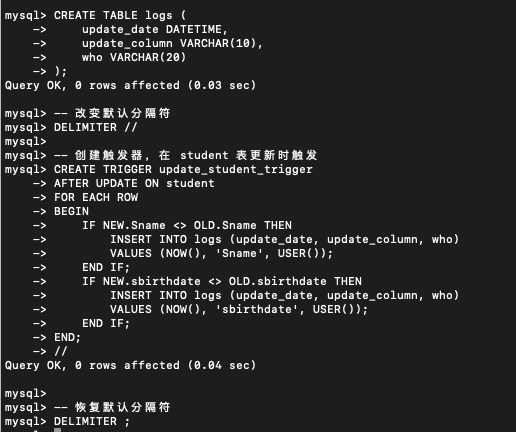 mysql> CREATE TABLE logs (
    ->     update_date DATETIME,
    ->     update_column VARCHAR(10),
    ->     who VARCHAR(20)
    -> );
Query OK, 0 rows affected (0.03 sec)

mysql> -- 改变默认分隔符
mysql> DELIMITER //
mysql>
mysql> -- 创建触发器，在 student 表更新时触发
mysql> CREATE TRIGGER update_student_trigger
    -> AFTER UPDATE ON student
    -> FOR EACH ROW
    -> BEGIN
    ->     IF NEW.Sname <> OLD.Sname THEN
    ->         INSERT INTO logs (update_date, update_column, who)
    ->         VALUES (NOW(), 'Sname', USER());
    ->     END IF;
    ->     IF NEW.sbirthdate <> OLD.sbirthdate THEN
    ->         INSERT INTO logs (update_date, update_column, who)
    ->         VALUES (NOW(), 'sbirthdate', USER());
    ->     END IF;
    -> END;
    -> //
Query OK, 0 rows affected (0.04 sec)

mysql>
mysql> -- 恢复默认分隔符
mysql> DELIMITER ;